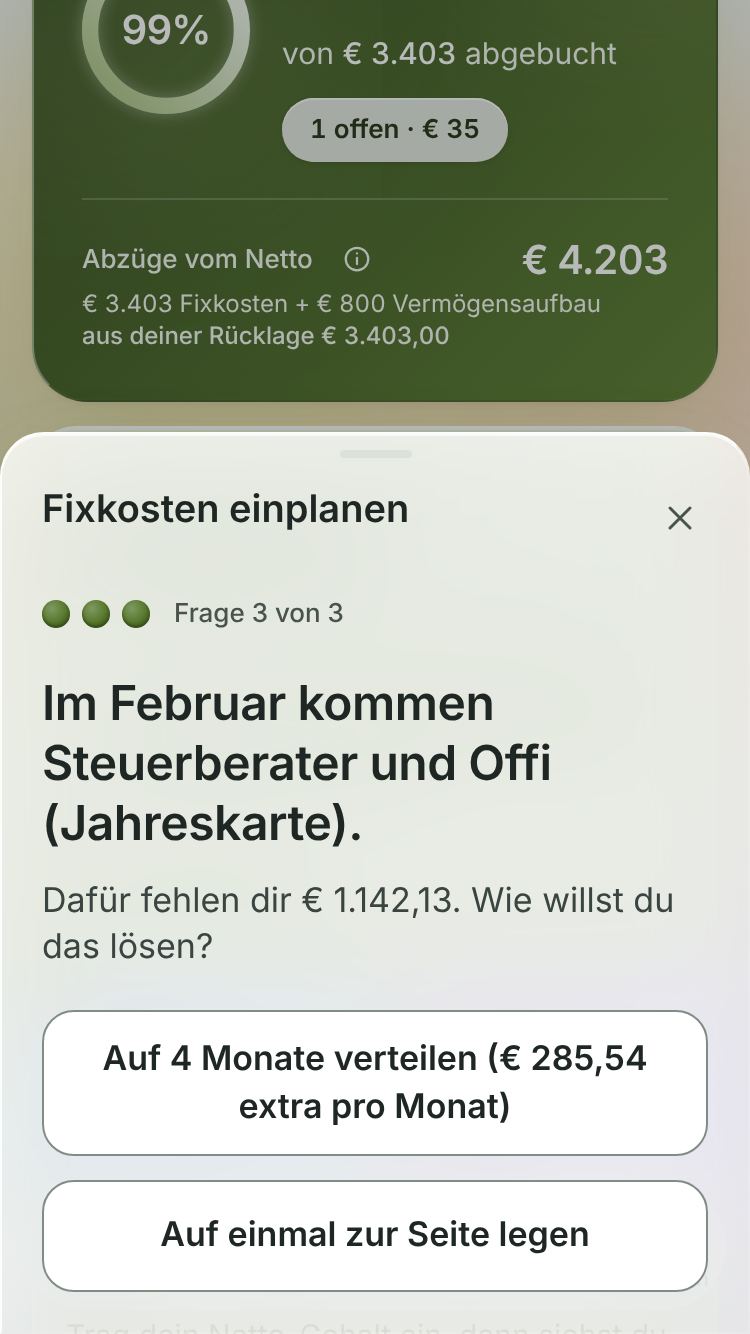 99%
von € 3.403 abgebucht
1 offen · € 35
Abzüge vom Netto
€ 4.203
€ 3.403 Fixkosten + € 800 Vermögensaufbau
aus deiner Rücklage € 3.403,00
Fixkosten einplanen
Frage 3 von 3
Im Februar kommen
Steuerberater und Offi
(Jahreskarte).
Dafür fehlen dir € 1.142,13. Wie willst du
das lösen?
Auf 4 Monate verteilen (€ 285,54
extra pro Monat)
Auf einmal zur Seite legen